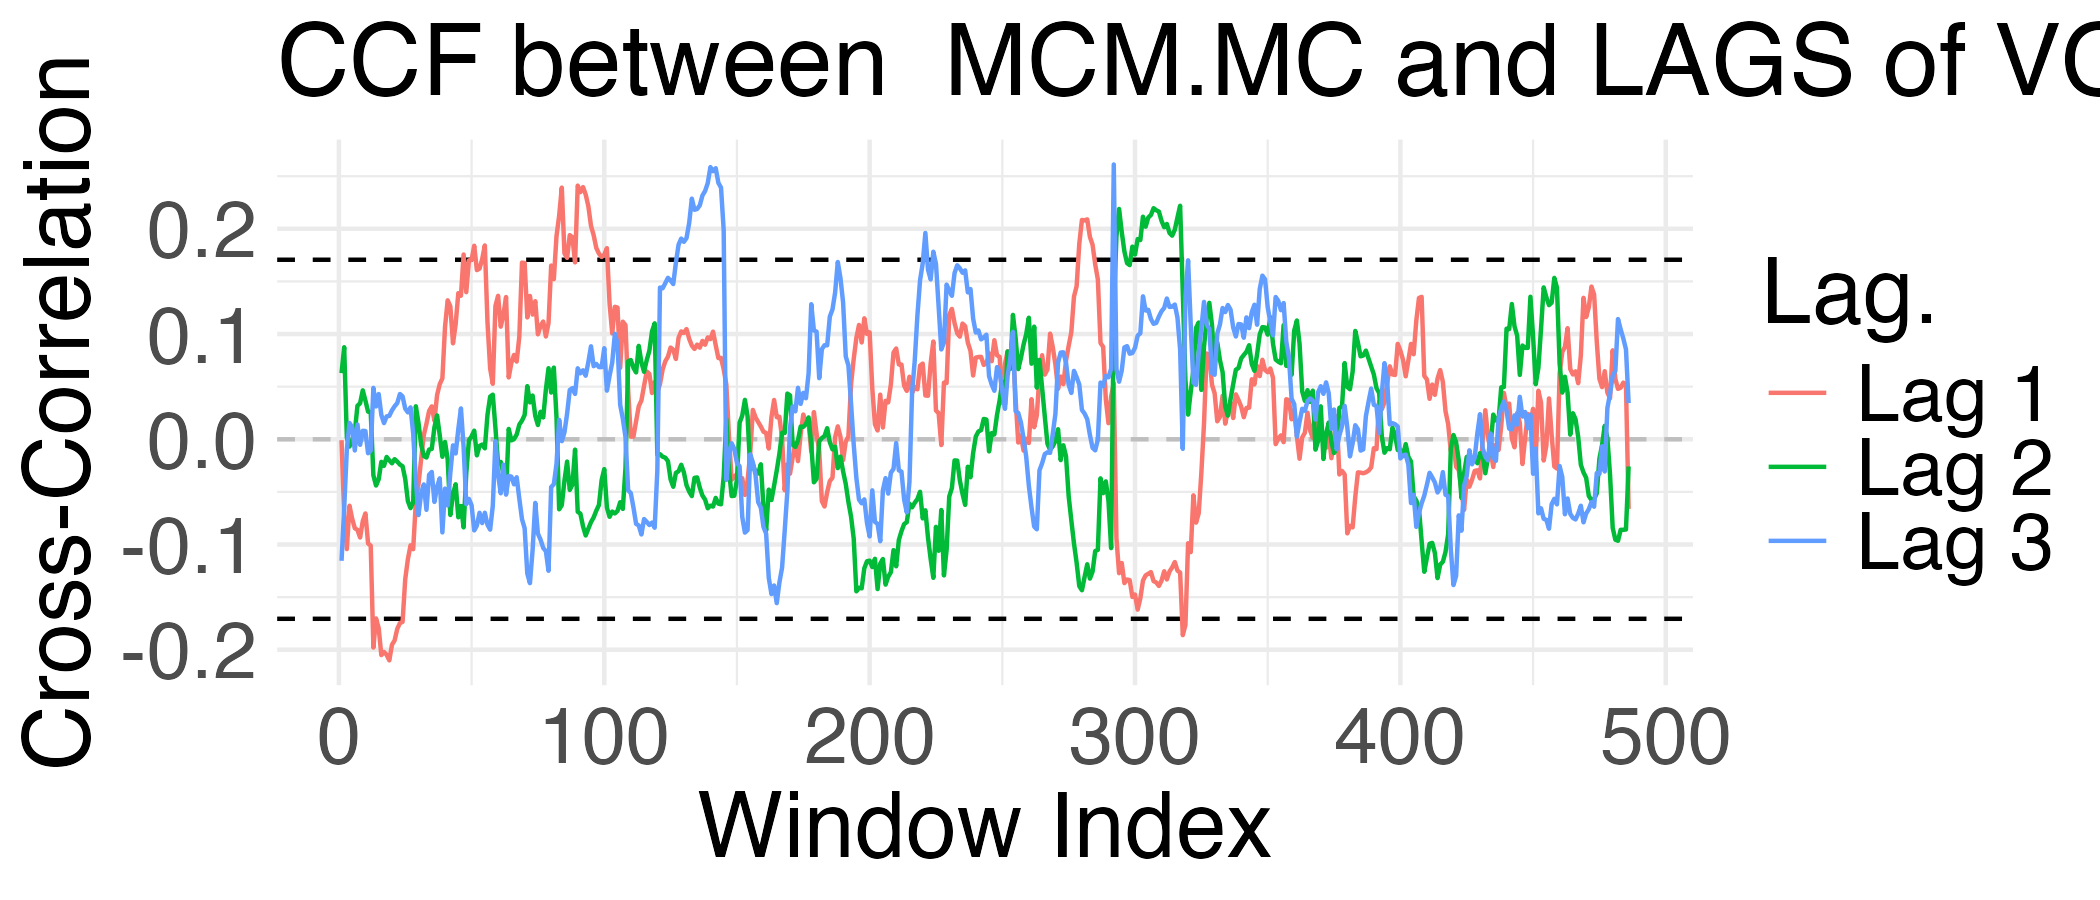 CCF between MCM.MC and LAGS of
Cross-Correlation
0.2
0.1
0.0
-0.1
-0.2
0 100 200 300 400 500
Window Index
Lag.
Lag 1
Lag 2
Lag 3